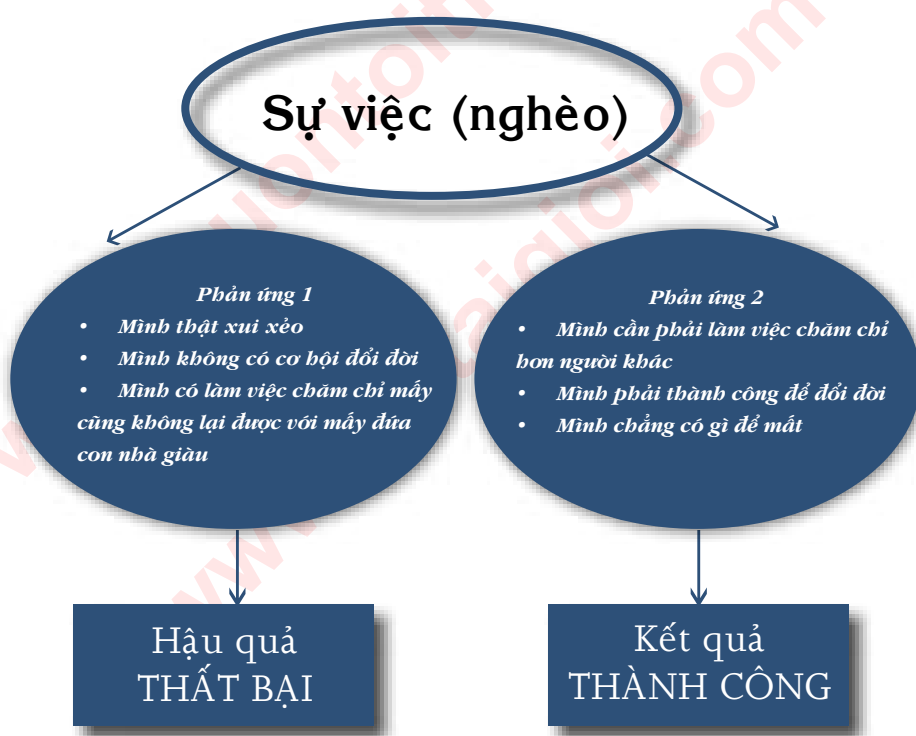 Sự việc (nghèo)
Phản ứng 1
• Mình thật xui xẻo
• Mình không có cơ hội đổi đời
• Mình có làm việc chăm chỉ mấy
cũng không lại được với mấy đứa
con nhà giàu
Phản ứng 2
• Mình cần phải làm việc chăm chỉ
hơn người khác
• Mình phải thành công để đổi đời
• Mình chẳng có gì để mất
Hậu quả
THẤT BẠI
Kết quả
THÀNH CÔNG